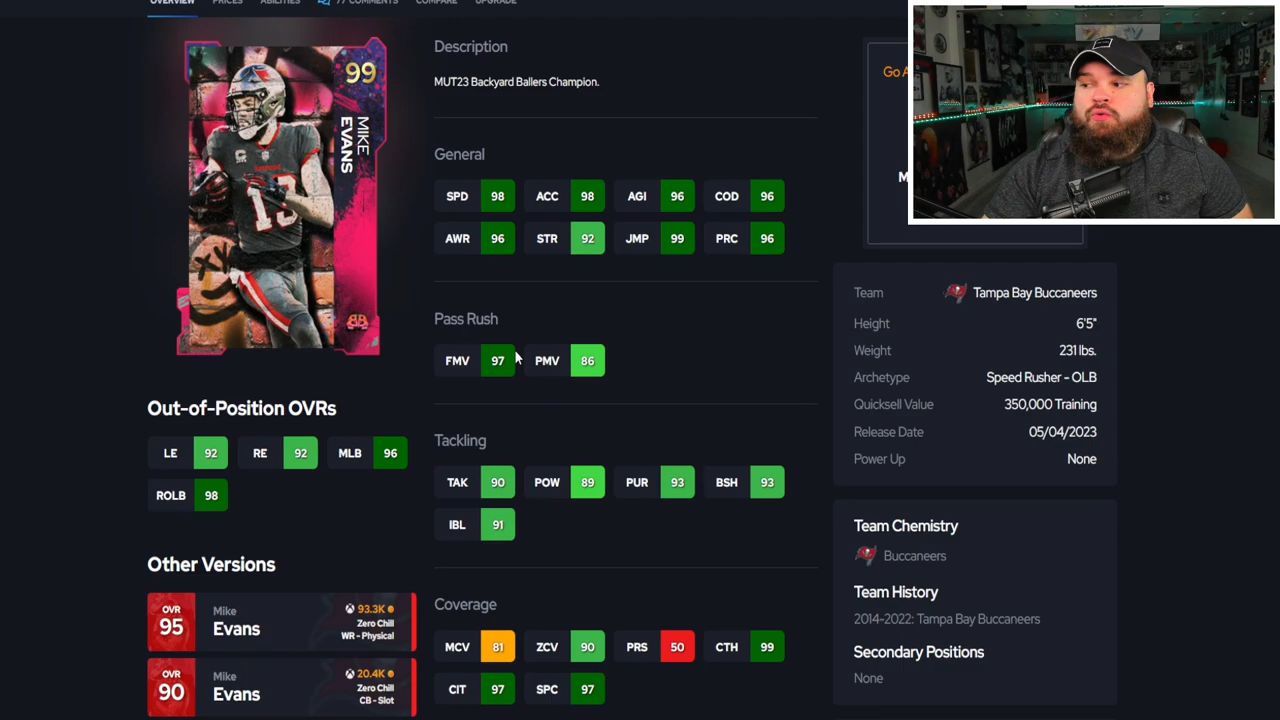 OVERVIEW PRICES ABILITIES 77 COMMENTS COMPARE UPGRADE
99
MIKE
EVANS
Description
MUT23 Backyard Ballers Champion.
Go A
M
General
SPD 98 ACC 98 AGI 96 COD 96
AWR 96 STR 92 JMP 99 PRC 96
Pass Rush
FMV 97 PMV 86
Out-of-Position OVRs
LE 92 RE 92 MLB 96
ROLB 98
Tackling
TAK 90 POW 89 PUR 93 BSH 93
IBL 91
Other Versions
OVR
95
Mike
Evans
93.3K
Zero Chill
WR - Physical
OVR
90
Mike
Evans
20.4K
Zero Chill
CB - Slot
Coverage
MCV 81 ZCV 90 PRS 50 CTH 99
CIT 97 SPC 97
Team Tampa Bay Buccaneers
Height 6'5"
Weight 231 lbs.
Archetype Speed Rusher - OLB
Quicksell Value 350,000 Training
Release Date 05/04/2023
Power Up None
Team Chemistry
Buccaneers
Team History
2014-2022: Tampa Bay Buccaneers
Secondary Positions
None